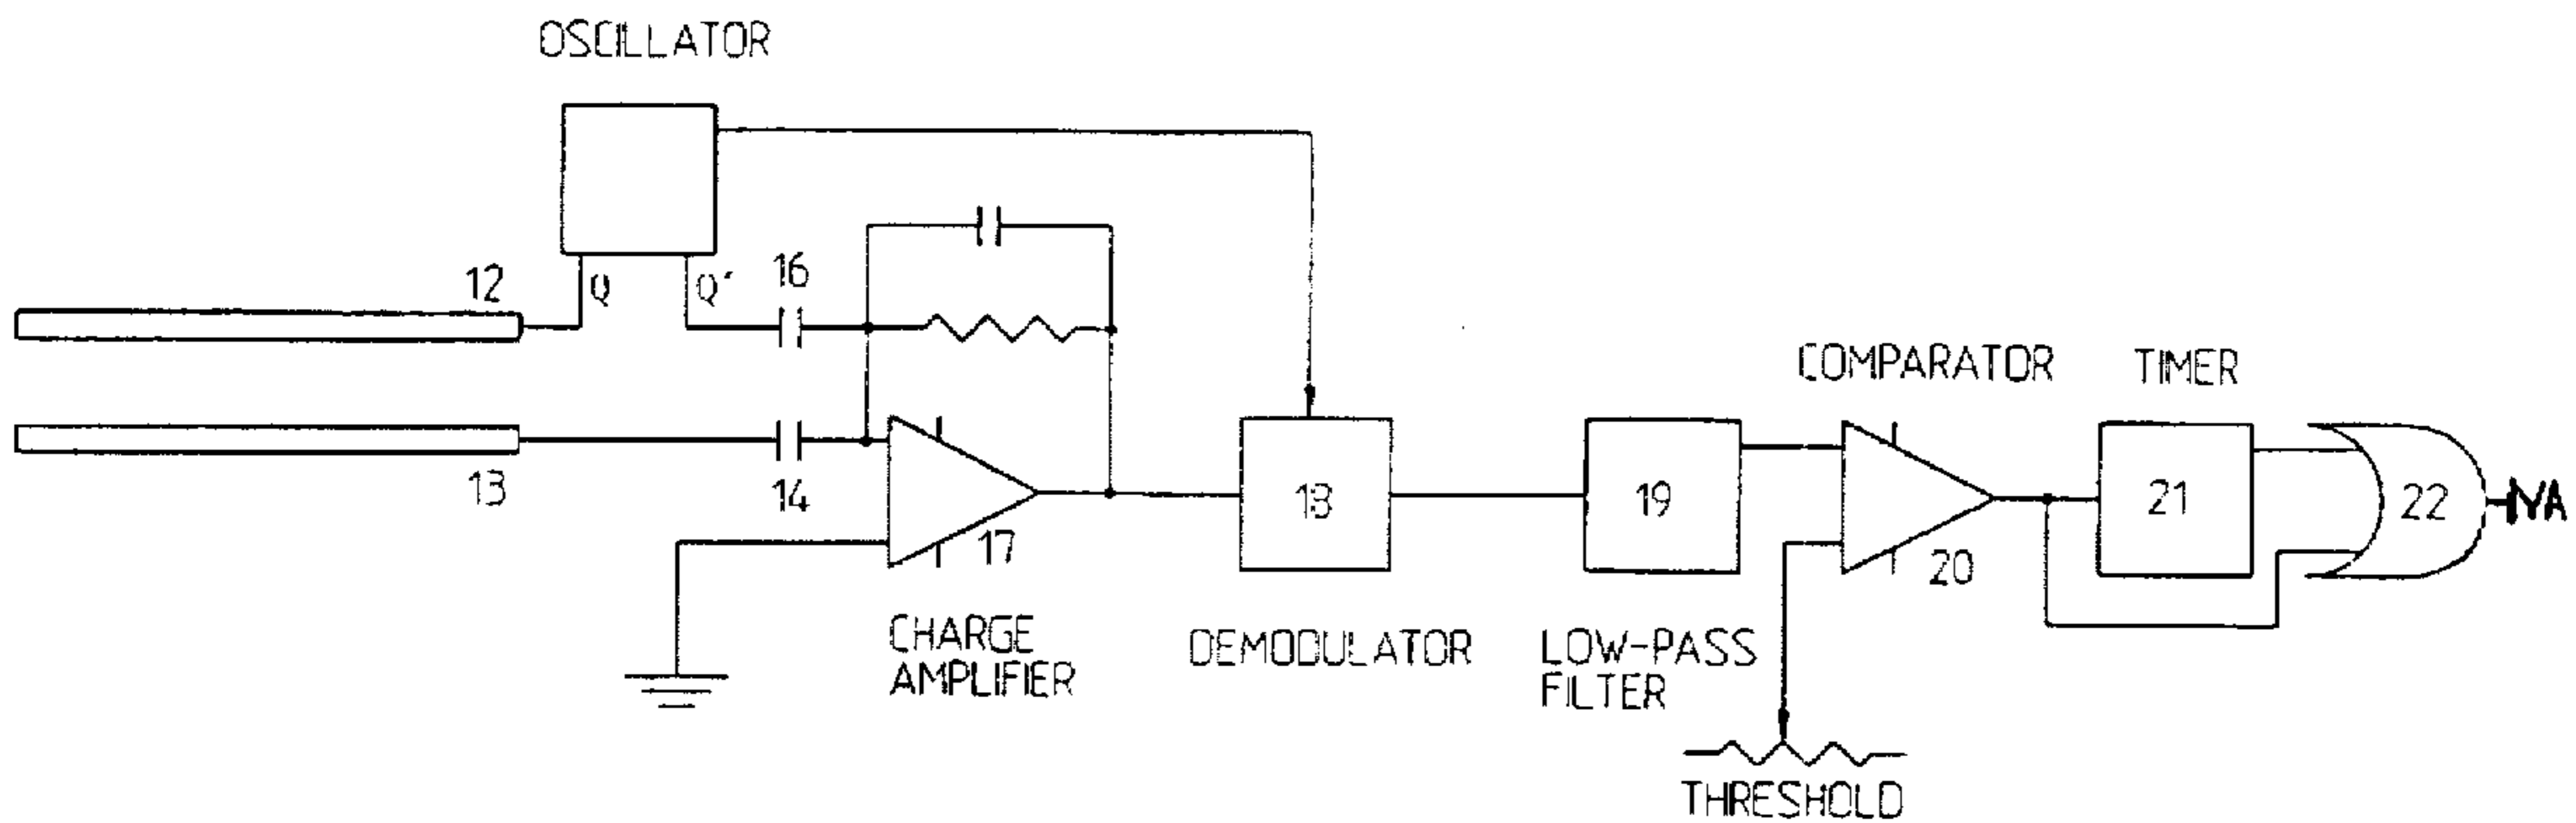 OSCILLATOR
12
Q
Q'
16
13
14
17
CHARGE
AMPLIFIER
18
DEMODULATOR
19
LOW-PASS
FILTER
COMPARATOR
20
THRESHOLD
TIMER
21
22